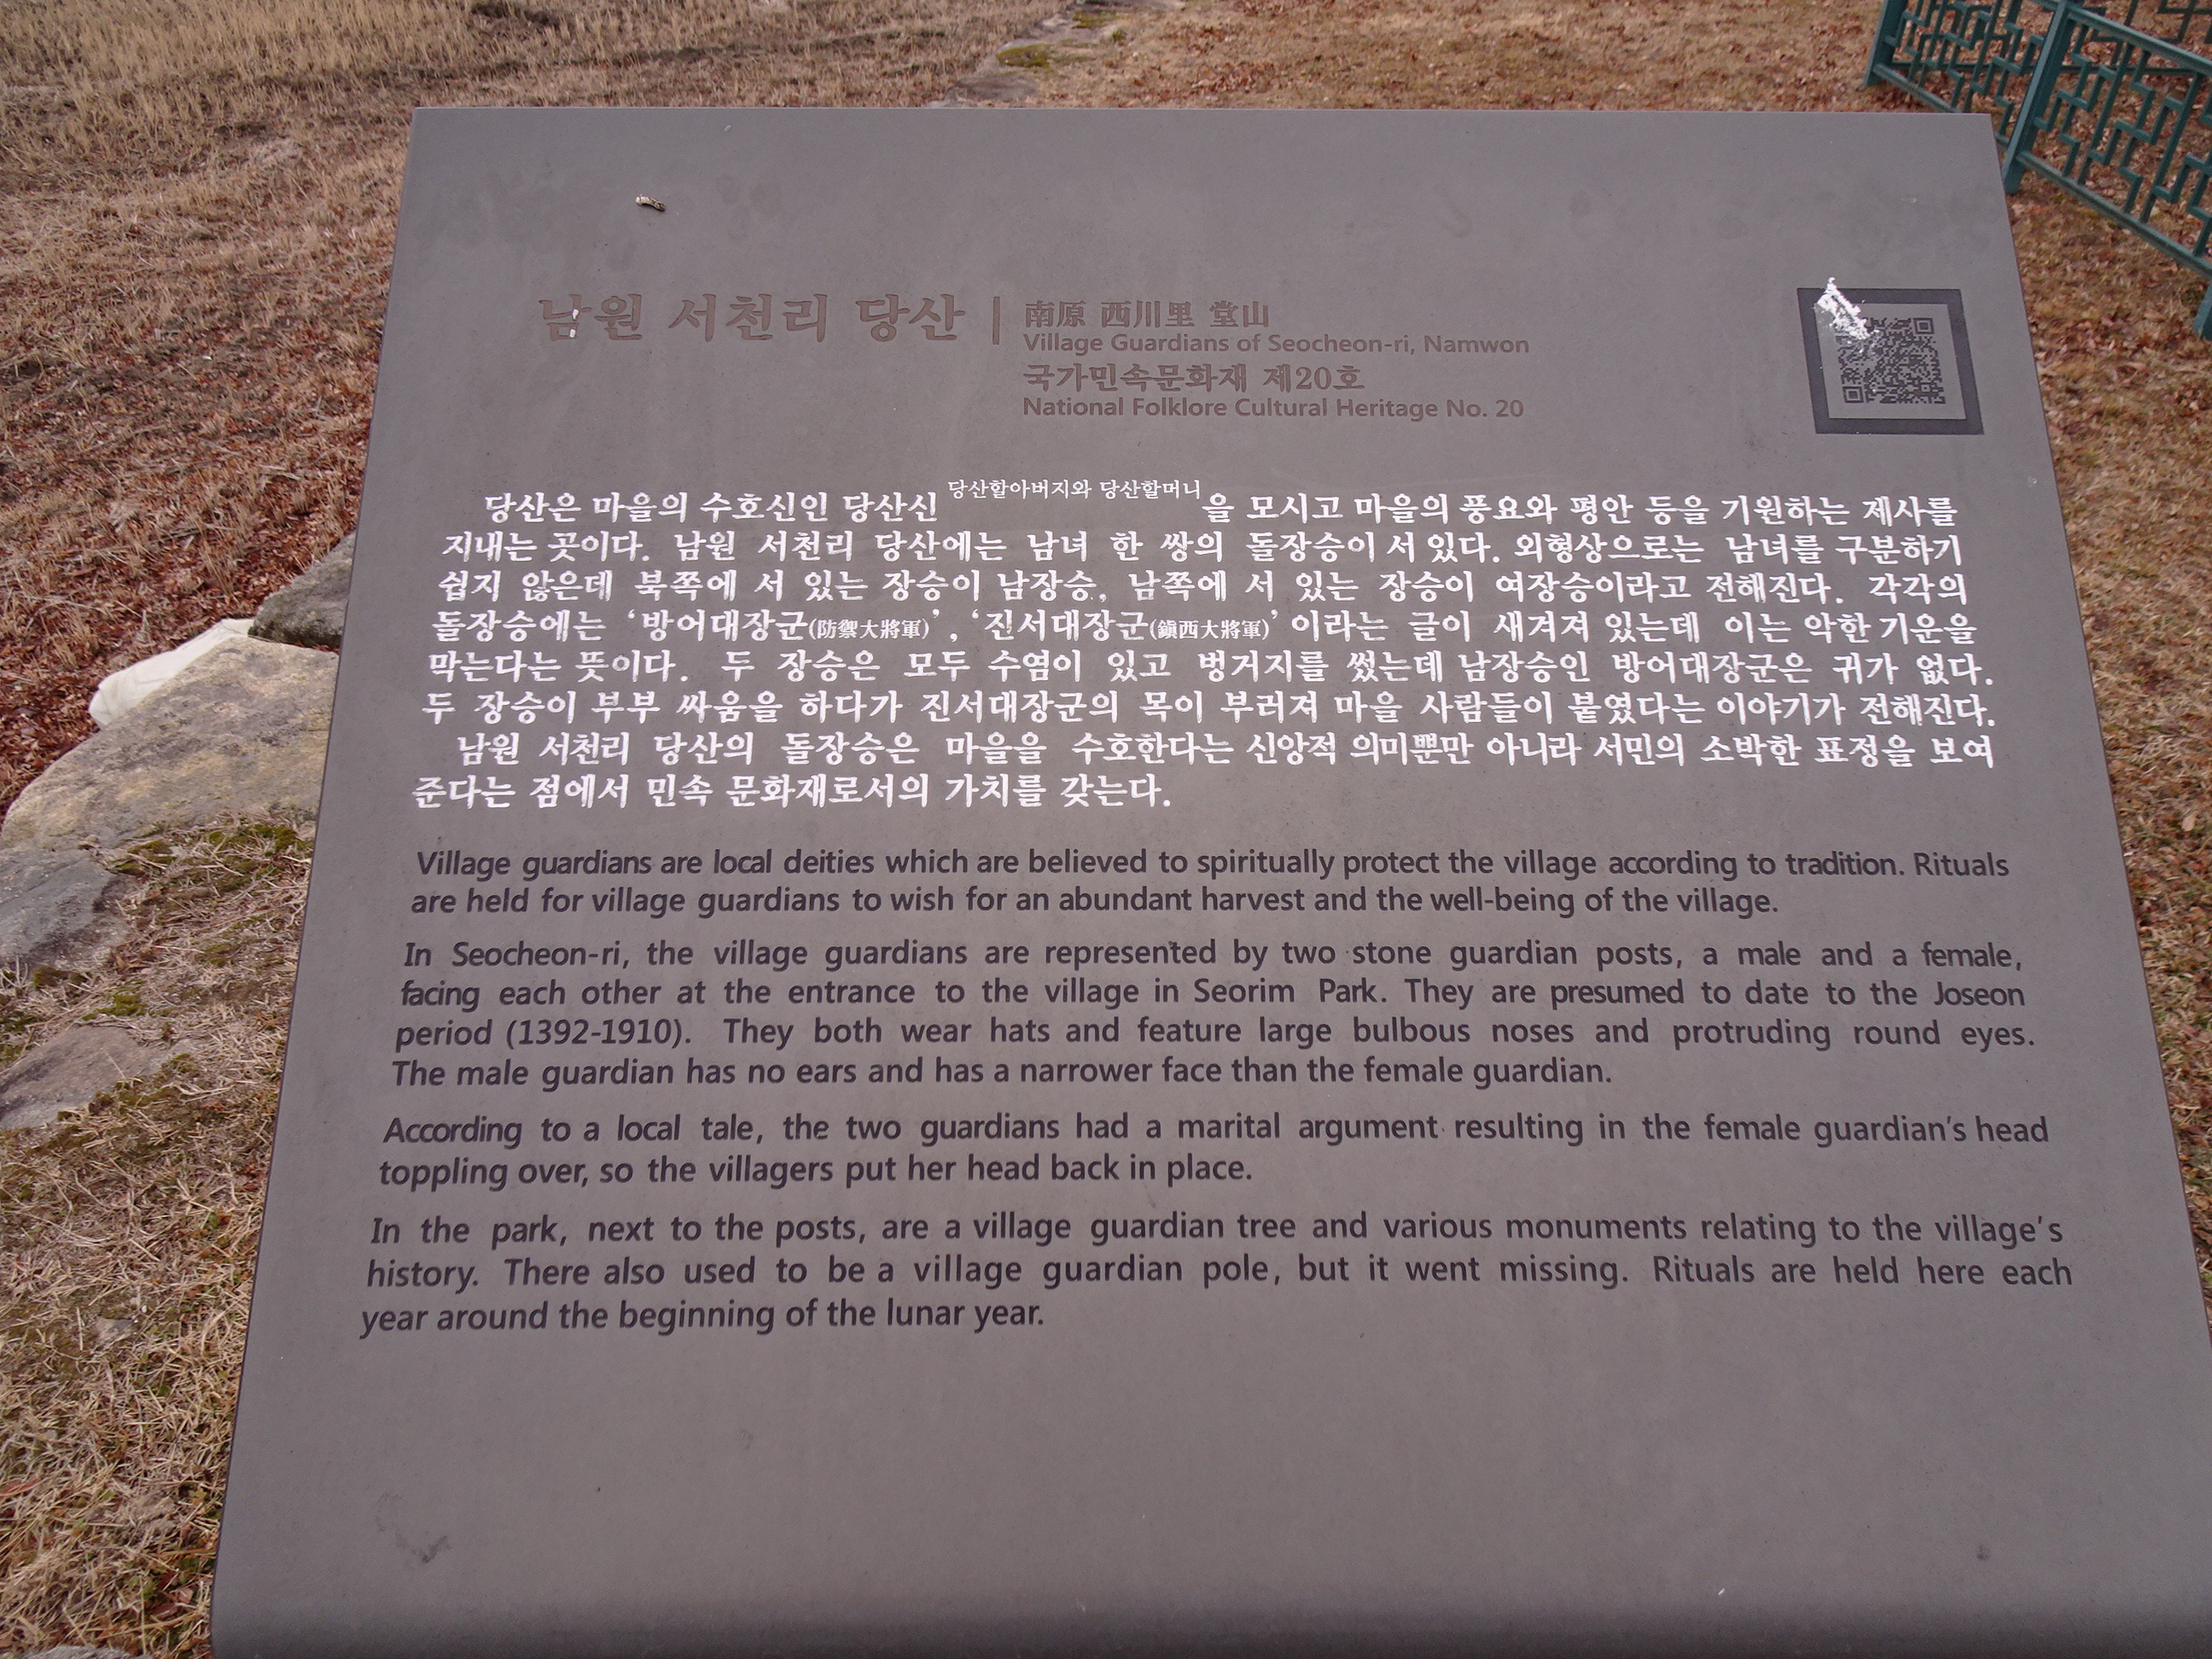 남원 서천리 당산 | 南原 西川里 堂山
Village Guardians of Seocheon-ri, Namwon
국가민속문화재 제20호
National Folklore Cultural Heritage No. 20
당산은 마을의 수호신인 당산신 당산할아버지와 당산할머니을 모시고 마을의 풍요와 평안 등을 기원하는 제사를
지내는 곳이다. 남원 서천리 당산에는 남녀 한 쌍의 돌장승이 서 있다. 외형상으로는 남녀를 구분하기
쉽지 않은데 북쪽에 서 있는 장승이 남장승, 남쪽에 서 있는 장승이 여장승이라고 전해진다. 각각의
돌장승에는 ‘방어대장군(防禦大將軍)’, ‘진서대장군(鎭西大將軍)’ 이라는 글이 새겨져 있는데 이는 악한 기운을
막는다는 뜻이다. 두 장승은 모두 수염이 있고 벙거지를 썼는데 남장승인 방어대장군은 귀가 없다.
두 장승이 부부 싸움을 하다가 진서대장군의 목이 부러져 마을 사람들이 붙였다는 이야기가 전해진다.
남원 서천리 당산의 돌장승은 마을을 수호한다는 신앙적 의미뿐만 아니라 서민의 소박한 표정을 보여
준다는 점에서 민속 문화재로서의 가치를 갖는다.
Village guardians are local deities which are believed to spiritually protect the village according to tradition. Rituals
are held for village guardians to wish for an abundant harvest and the well-being of the village.
In Seocheon-ri, the village guardians are represented by two stone guardian posts, a male and a female,
facing each other at the entrance to the village in Seorim Park. They are presumed to date to the Joseon
period (1392-1910). They both wear hats and feature large bulbous noses and protruding round eyes.
The male guardian has no ears and has a narrower face than the female guardian.
According to a local tale, the two guardians had a marital argument resulting in the female guardian's head
toppling over, so the villagers put her head back in place.
In the park, next to the posts, are a village guardian tree and various monuments relating to the village's
history. There also used to be a village guardian pole, but it went missing. Rituals are held here each
year around the beginning of the lunar year.